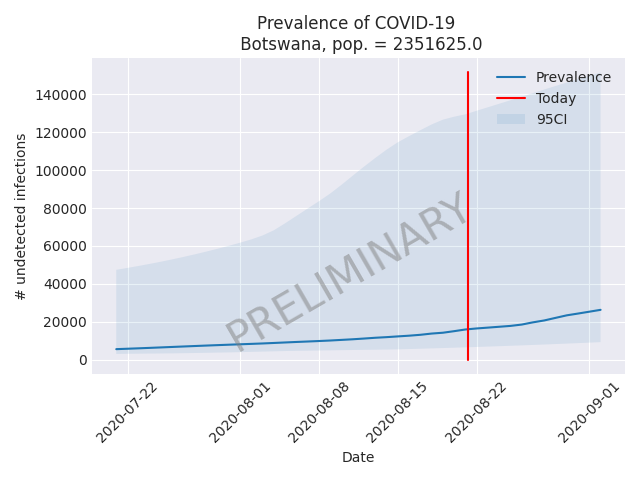 Prevalence of COVID-19
Botswana, pop. = 2351625.0
Prevalence
Today
95CI
# undetected infections
140000
120000
100000
80000
60000
40000
20000
0
PRELIMINARY
2020-07-22
2020-08-01
2020-08-08
2020-08-15
2020-08-22
2020-09-01
Date